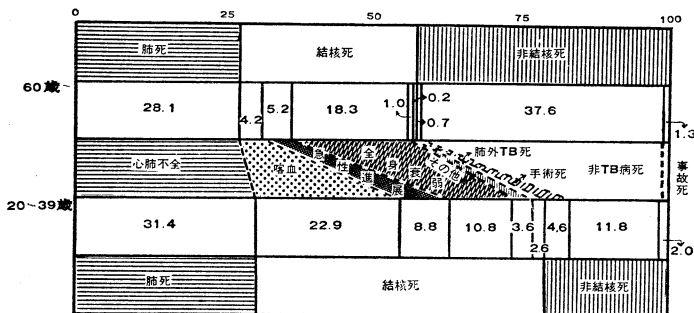 0 25 50 75 100
肺死 結核死 非結核死
60歳~
28.1 4.2 5.2 18.3 1.0 0.2 0.7 37.6 1.3
心肺不全 喀血 急性進展 全身衰弱 その他 肺外TB死 手術死 非TB病死 事故死
20~39歳
31.4 22.9 8.8 10.8 3.6 2.6 4.6 11.8 2.0
肺死 結核死 非結核死